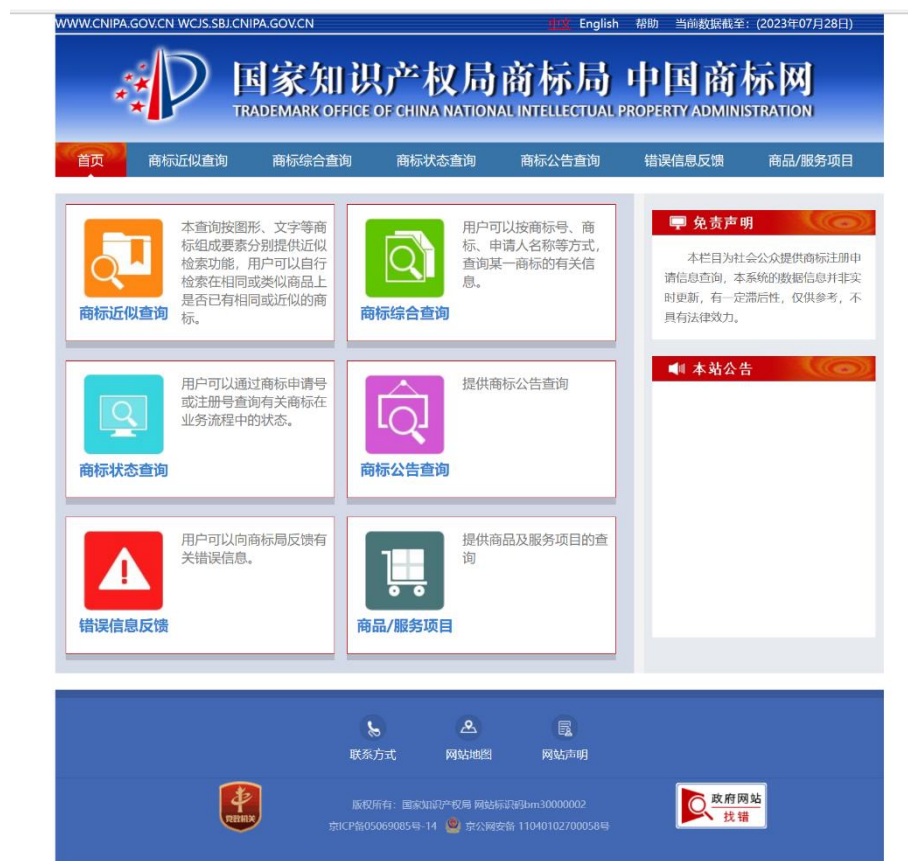 WWW.CNIPA.GOV.CN WCJS.SBJ.CNIPA.GOV.CN
中文 English 帮助 当前数据截至：(2023年07月28日)
国家知识产权局商标局 中国商标网
TRADEMARK OFFICE OF CHINA NATIONAL INTELLECTUAL PROPERTY ADMINISTRATION
首页 商标近似查询 商标综合查询 商标状态查询 商标公告查询 错误信息反馈 商品/服务项目
本查询按图形、文字等商
标组成要素分别提供近似
检索功能，用户可以自行
检索在相同或类似商品上
是否已有相同或近似的商
标。
商标近似查询
用户可以按商标号、商
标、申请人名称等方式，
查询某一商标的有关信
息。
商标综合查询
用户可以通过商标申请号
或注册号查询有关商标在
业务流程中的状态。
商标状态查询
提供商标公告查询
商标公告查询
用户可以向商标局反馈有
关错误信息。
错误信息反馈
提供商品及服务项目的查
询
商品/服务项目
免责声明
本栏目为社会公众提供商标注册申
请信息查询，本系统的数据信息并非实
时更新，有一定滞后性，仅供参考，不
具有法律效力。
本站公告
联系方式 网站地图 网站声明
党政机关
版权所有：国家知识产权局 网站标识码bm30000002
京ICP备05069085号-14 京公网安备 11040102700058号
政府网站
找错